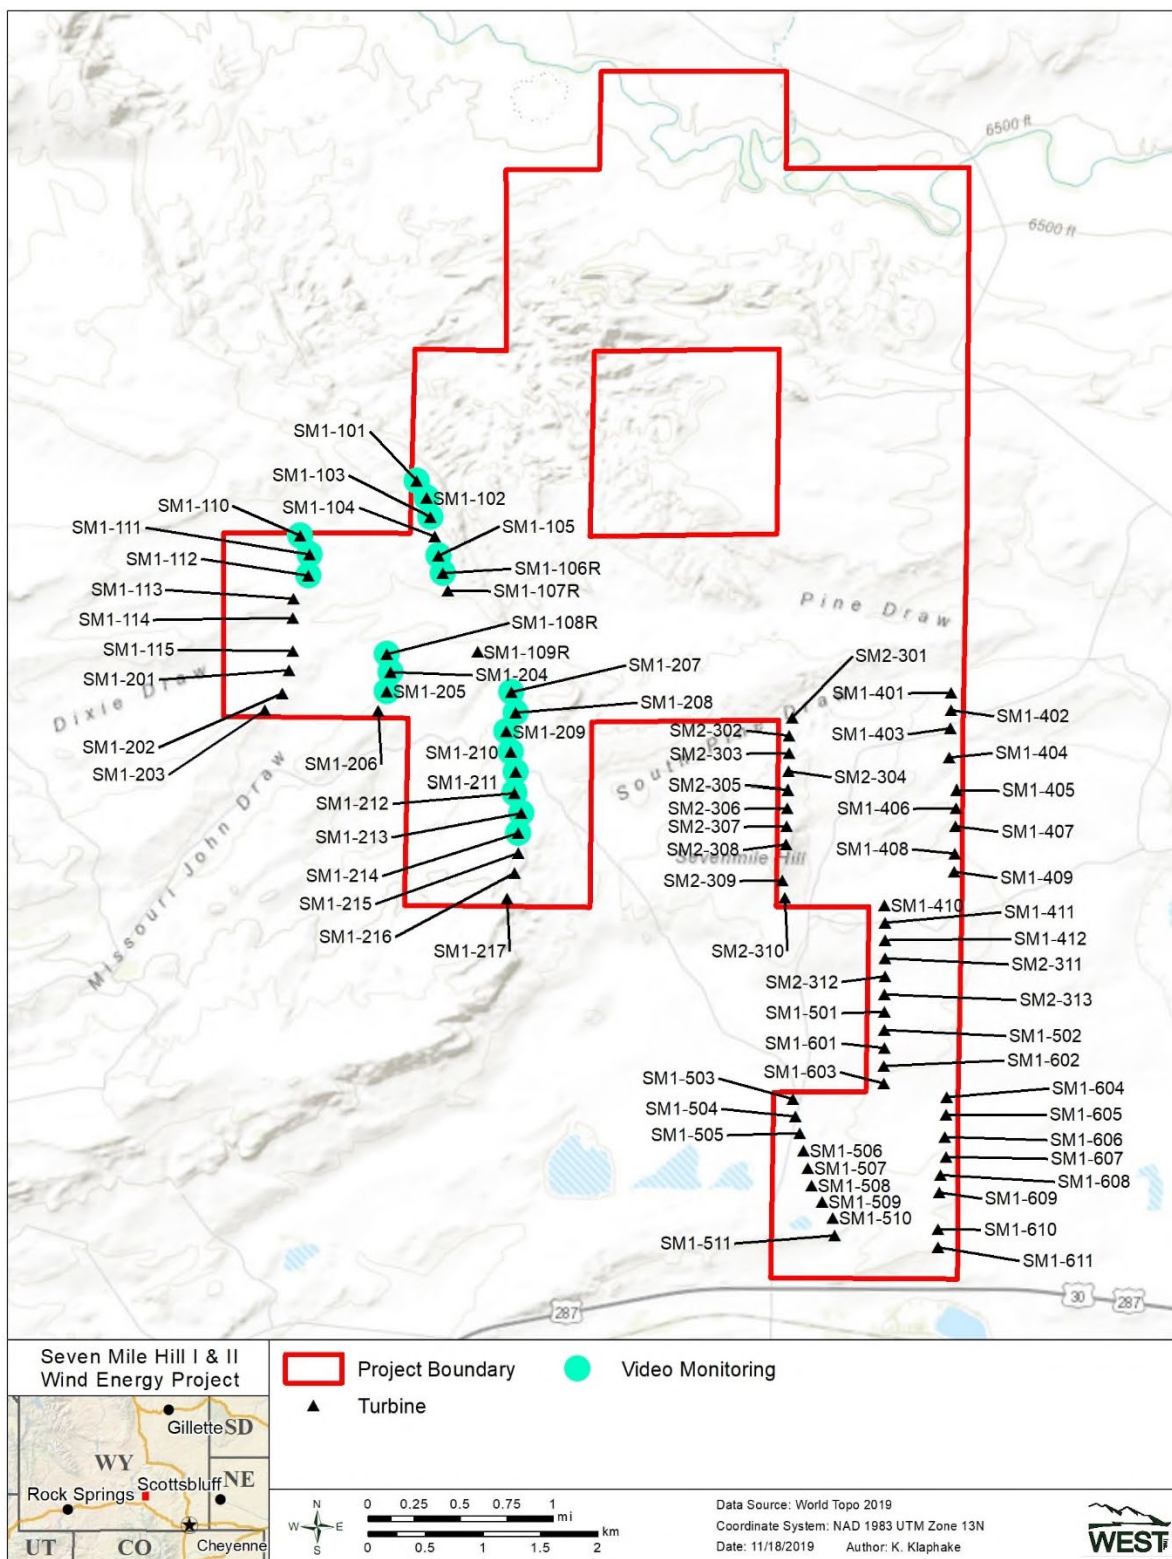 6500 ft
6500 ft
SM1-101
SM1-103
SM1-102
SM1-110
SM1-104
SM1-105
SM1-111
SM1-112
SM1-106R
SM1-113
SM1-107R
Pine Draw
SM1-114
SM1-108R
SM1-115
SM1-109R
SM2-301
SM1-201
SM1-204
SM1-207
SM1-401
Dixie Draw
SM1-205
SM1-208
SM1-402
SM1-202
SM1-209
SM2-302
SM1-403
SM1-203
SM1-206
SM1-210
SM2-303
SM1-404
South Pine Draw
SM2-304
SM1-211
SM2-305
SM1-405
SM1-212
SM2-306
SM1-406
SM1-213
SM2-307
SM1-407
Missouri John Draw
SM2-308
SM1-408
Sevenmile Hill
SM1-214
SM2-309
SM1-409
SM1-215
SM1-410
SM1-216
SM1-411
SM1-217
SM2-310
SM1-412
SM2-311
SM2-312
SM2-313
SM1-501
SM1-502
SM1-601
SM1-602
SM1-603
SM1-503
SM1-604
SM1-504
SM1-605
SM1-505
SM1-606
SM1-506
SM1-607
SM1-507
SM1-608
SM1-508
SM1-609
SM1-509
SM1-510
SM1-610
SM1-511
SM1-611
287
30
287
Seven Mile Hill I & II
Wind Energy Project
Project Boundary
Video Monitoring
Turbine
Gillette
SD
WY
Scottsbluff
NE
Rock Springs
Cheyenne
UT
CO
N
W E
S
0 0.25 0.5 0.75 1
mi
km
0 0.5 1 1.5 2
Data Source: World Topo 2019
Coordinate System: NAD 1983 UTM Zone 13N
Date: 11/18/2019 Author: K. Klaphake
WEST